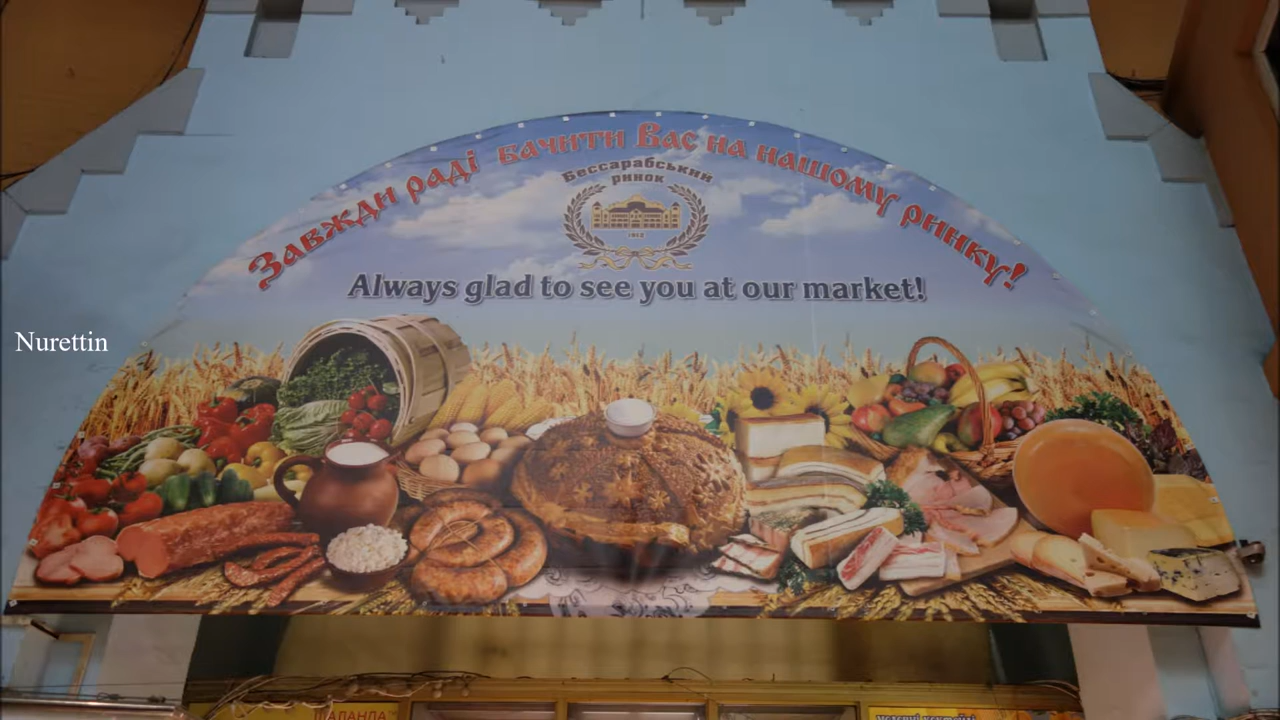 Завжди раді бачити Вас на нашому ринку!
Бессарабський
ринок
1912
Always glad to see you at our market!
Nurettin
ШАЛАНДА